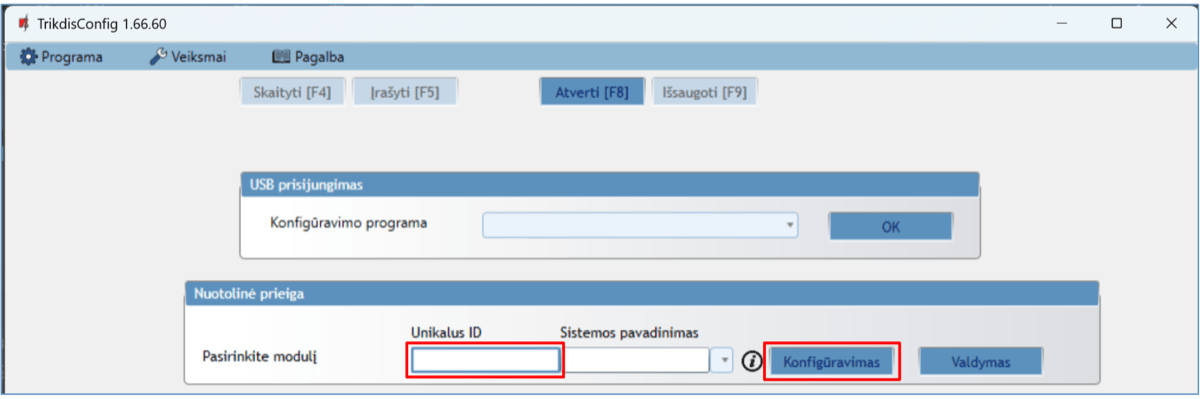 TrikdisConfig 1.66.60
Programa Veiksmai Pagalba
Skaityti [F4] Įrašyti [F5] Atverti [F8] Išsaugoti [F9]
USB prisijungimas
Konfigūravimo programa OK
Nuotolinė prieiga
Unikalus ID Sistemos pavadinimas
Pasirinkite modulį Konfigūravimas Valdymas